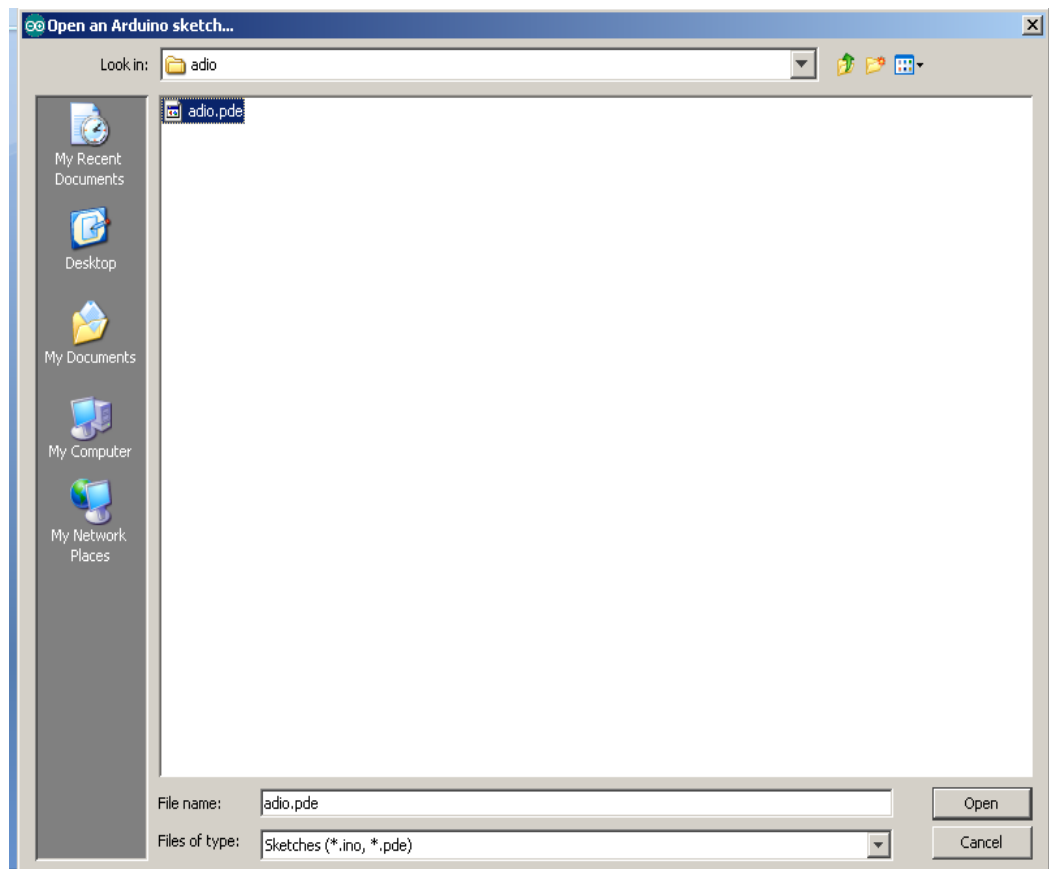 Open an Arduino sketch...
Look in:
adio
adio.pde
My Recent
Documents
Desktop
My Documents
My Computer
My Network
Places
File name:
adio.pde
Open
Files of type:
Sketches (*.ino, *.pde)
Cancel